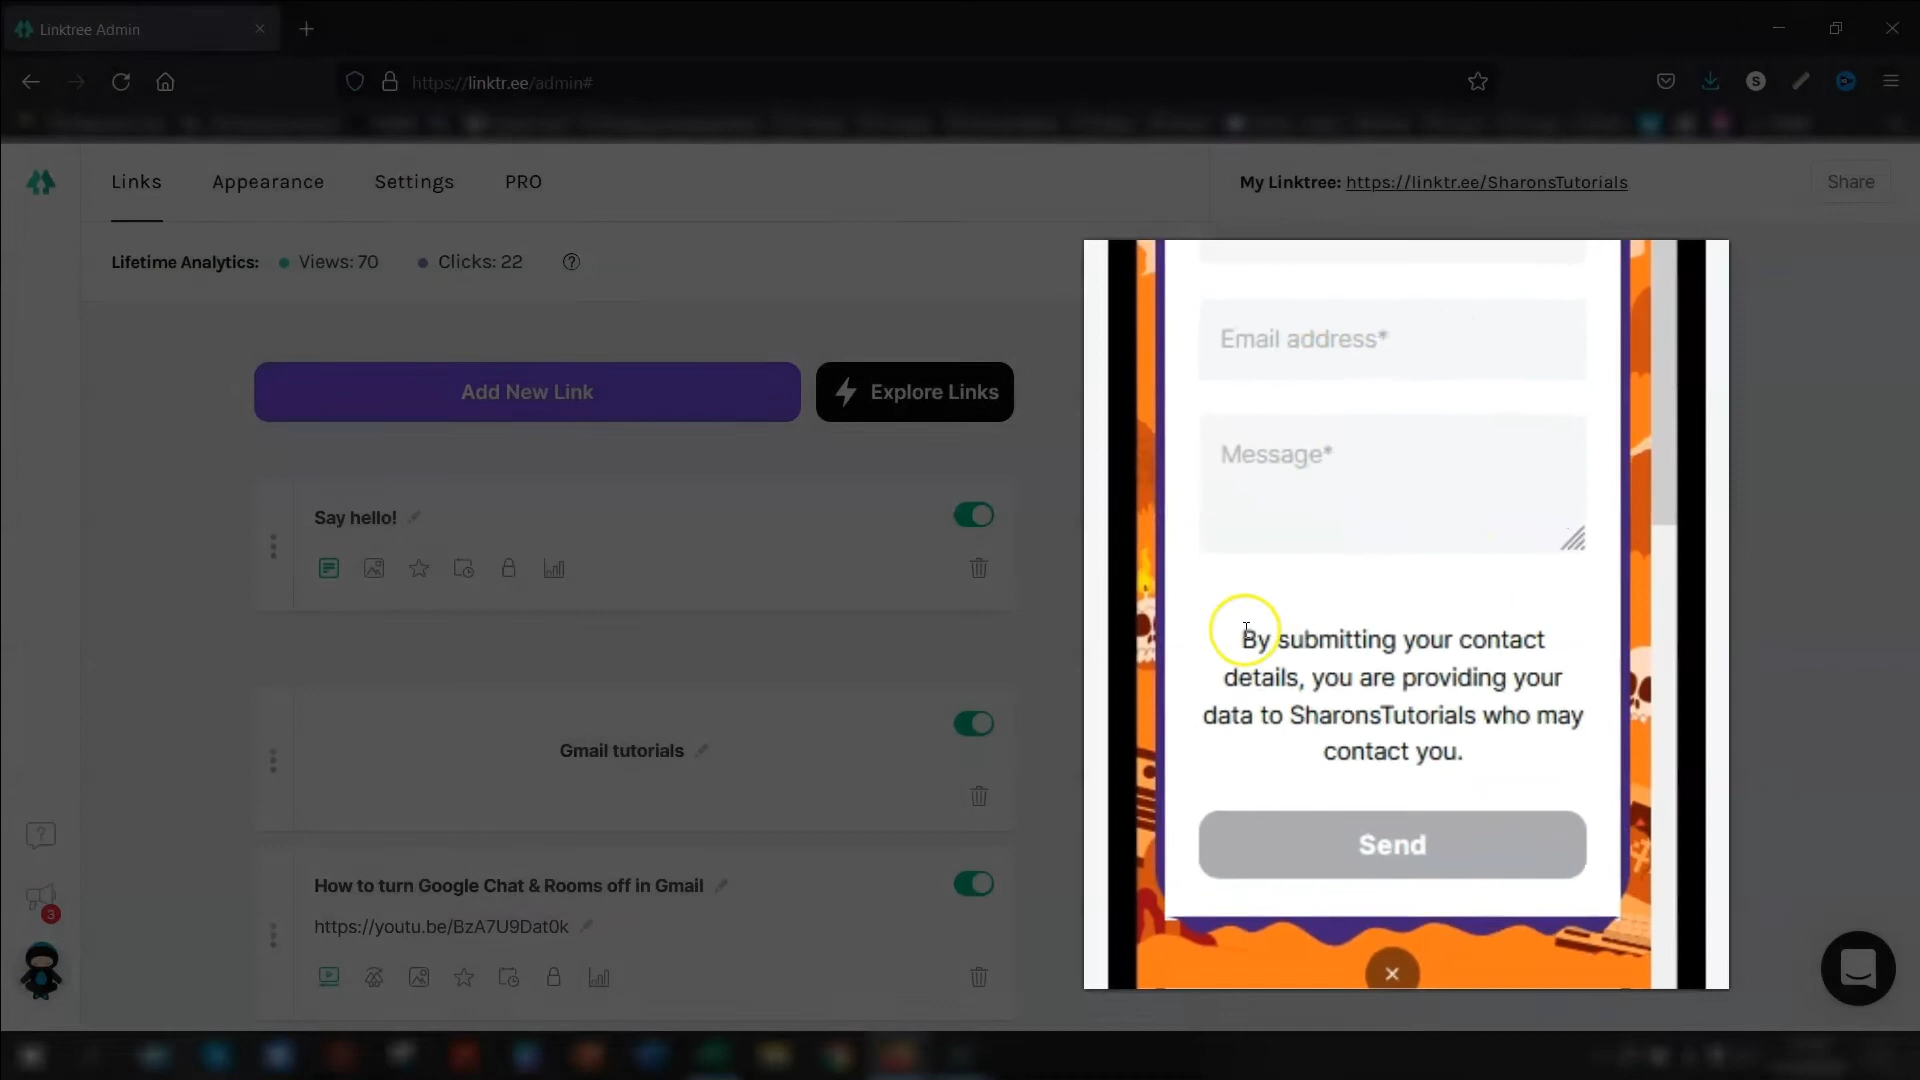 Linktree Admin
https://linktr.ee/admin#
S
Links
Appearance
Settings
PRO
My Linktree: https://linktr.ee/SharonsTutorials
Share
Lifetime Analytics:
Views: 70
Clicks: 22
?
Add New Link
Explore Links
Say hello!
Gmail tutorials
How to turn Google Chat & Rooms off in Gmail
https://youtu.be/BzA7U9Dat0k
?
3
Email address*
Message*
By submitting your contact
details, you are providing your
data to SharonsTutorials who may
contact you.
Send